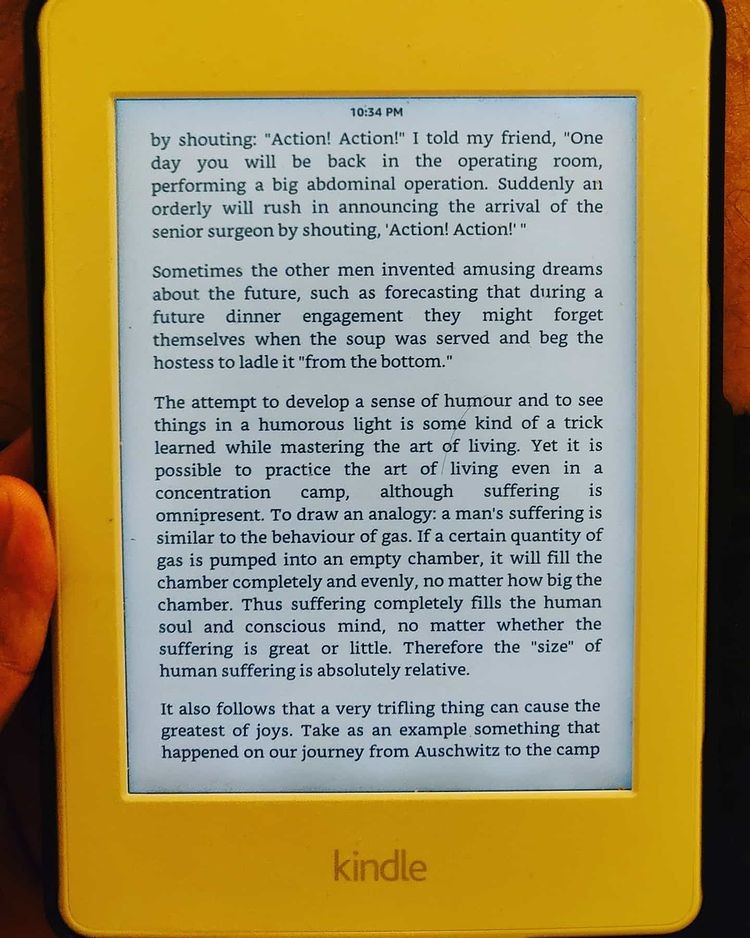 10:34 PM
by shouting: "Action! Action!" I told my friend, "One
day you will be back in the operating room,
performing a big abdominal operation. Suddenly an
orderly will rush in announcing the arrival of the
senior surgeon by shouting, 'Action! Action!' "
Sometimes the other men invented amusing dreams
about the future, such as forecasting that during a
future dinner engagement they might forget
themselves when the soup was served and beg the
hostess to ladle it "from the bottom."
The attempt to develop a sense of humour and to see
things in a humorous light is some kind of a trick
learned while mastering the art of living. Yet it is
possible to practice the art of living even in a
concentration camp, although suffering is
omnipresent. To draw an analogy: a man's suffering is
similar to the behaviour of gas. If a certain quantity of
gas is pumped into an empty chamber, it will fill the
chamber completely and evenly, no matter how big the
chamber. Thus suffering completely fills the human
soul and conscious mind, no matter whether the
suffering is great or little. Therefore the "size" of
human suffering is absolutely relative.
It also follows that a very trifling thing can cause the
greatest of joys. Take as an example something that
happened on our journey from Auschwitz to the camp
kindle